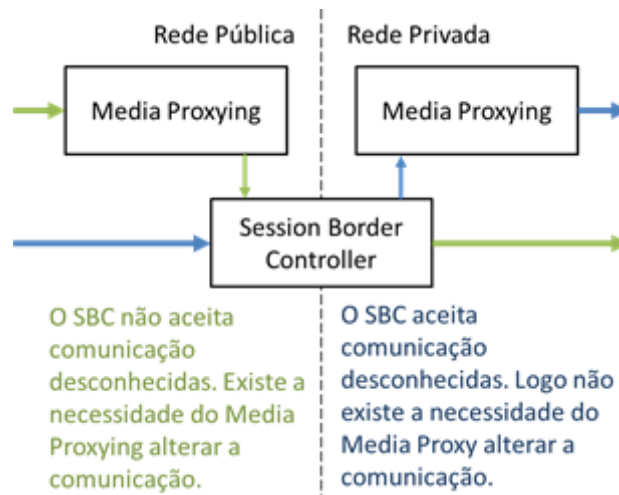 Rede Pública
Rede Privada
Media Proxying
Media Proxying
Session Border
Controller
O SBC não aceita
comunicação
desconhecidas. Existe a
necessidade do Media
Proxying alterar a
comunicação.
O SBC aceita
comunicação
desconhecidas. Logo não
existe a necessidade do
Media Proxy alterar a
comunicação.